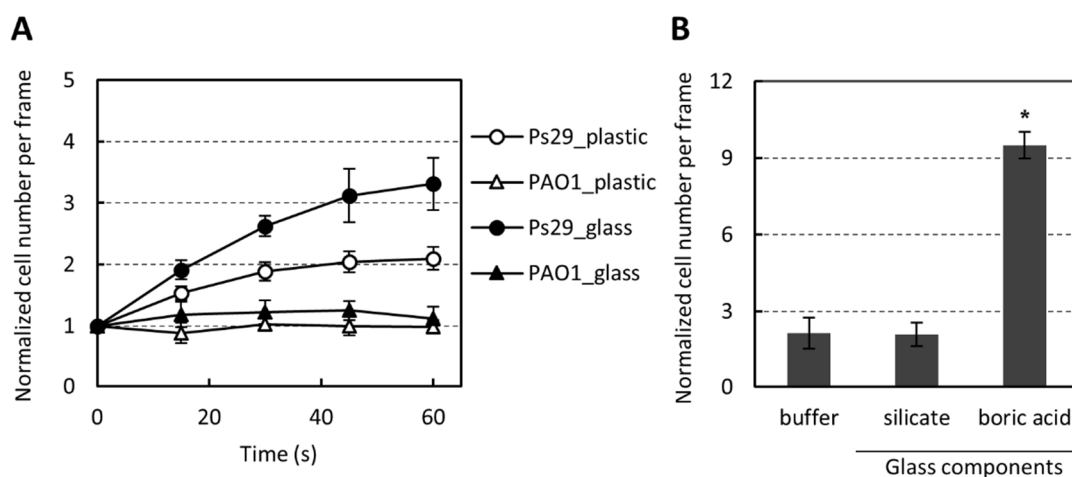 A
Normalized cell number per frame
5
4
3
2
1
0
0 20 40 60
Time (s)
Ps29_plastic
PAO1_plastic
Ps29_glass
PAO1_glass
B
Normalized cell number per frame
12
9
6
3
0
*
buffer silicate boric acid
Glass components